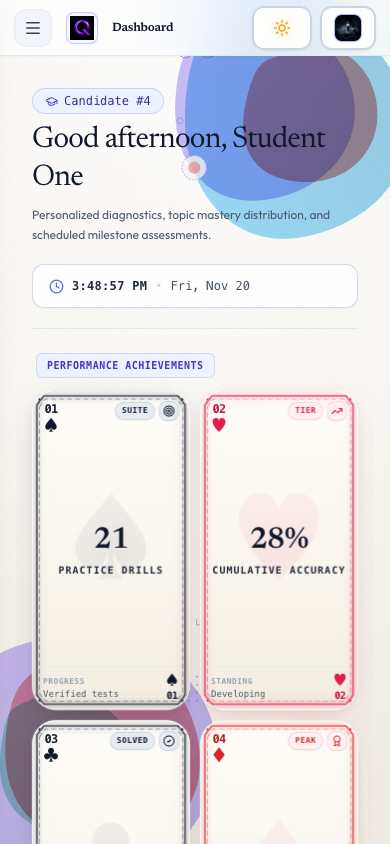 Dashboard
Candidate #4
Good afternoon, Student
One
Personalized diagnostics, topic mastery distribution, and
scheduled milestone assessments.
3:48:57 PM • Fri, Nov 20
PERFORMANCE ACHIEVEMENTS
01
SUITE
21
PRACTICE DRILLS
PROGRESS
Verified tests
01
02
TIER
28%
CUMULATIVE ACCURACY
STANDING
Developing
02
03
SOLVED
04
PEAK